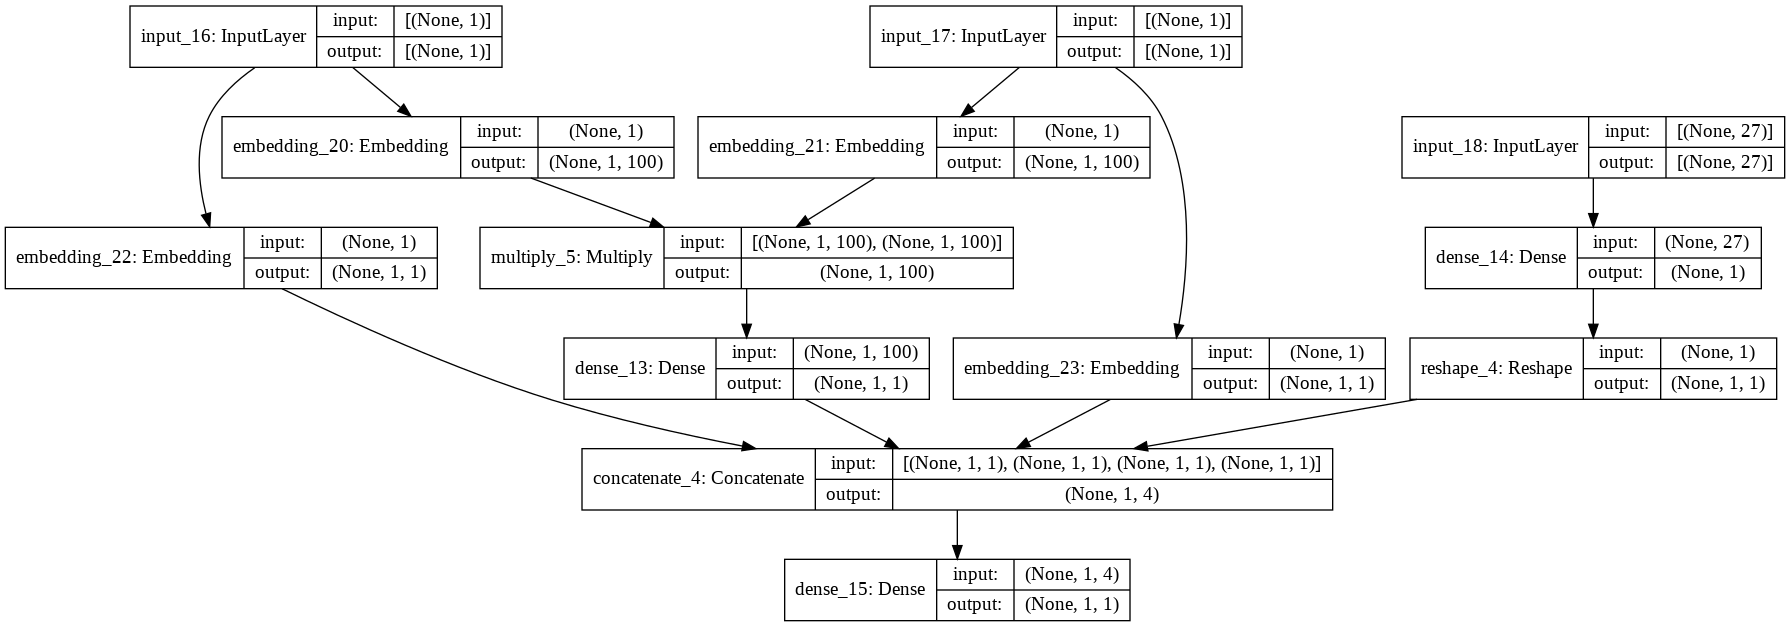 input_16: InputLayer
input: [(None, 1)]
output: [(None, 1)]
input_17: InputLayer
input: [(None, 1)]
output: [(None, 1)]
embedding_20: Embedding
input: (None, 1)
output: (None, 1, 100)
embedding_21: Embedding
input: (None, 1)
output: (None, 1, 100)
input_18: InputLayer
input: [(None, 27)]
output: [(None, 27)]
embedding_22: Embedding
input: (None, 1)
output: (None, 1, 1)
multiply_5: Multiply
input: [(None, 1, 100), (None, 1, 100)]
output: (None, 1, 100)
dense_14: Dense
input: (None, 27)
output: (None, 1)
dense_13: Dense
input: (None, 1, 100)
output: (None, 1, 1)
embedding_23: Embedding
input: (None, 1)
output: (None, 1, 1)
reshape_4: Reshape
input: (None, 1)
output: (None, 1, 1)
concatenate_4: Concatenate
input: [(None, 1, 1), (None, 1, 1), (None, 1, 1), (None, 1, 1)]
output: (None, 1, 4)
dense_15: Dense
input: (None, 1, 4)
output: (None, 1, 1)